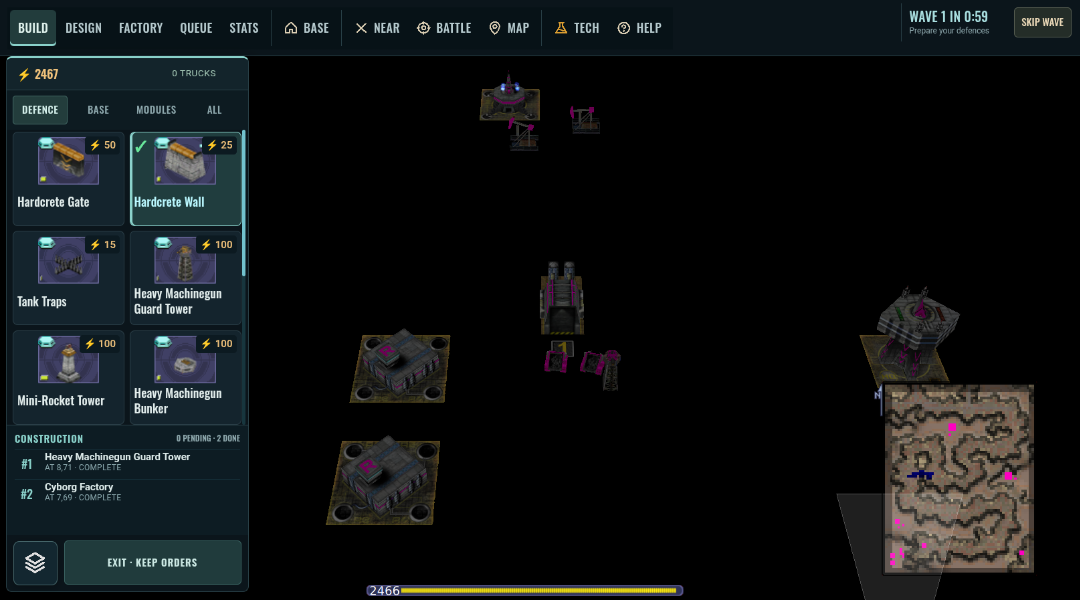 BUILD DESIGN FACTORY QUEUE STATS BASE NEAR BATTLE MAP TECH HELP
WAVE 1 IN 0:59
Prepare your defences
SKIP WAVE
2467
0 TRUCKS
DEFENCE BASE MODULES ALL
50
Hardcrete Gate
25
Hardcrete Wall
15
Tank Traps
100
Heavy Machinegun
Guard Tower
100
Mini-Rocket Tower
100
Heavy Machinegun
Bunker
CONSTRUCTION
0 PENDING · 2 DONE
#1
Heavy Machinegun Guard Tower
AT 8,71 · COMPLETE
#2
Cyborg Factory
AT 7,69 · COMPLETE
EXIT · KEEP ORDERS
2466
1
R
R
N